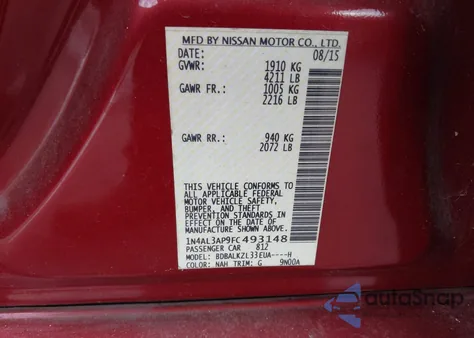 MFD BY NISSAN MOTOR CO., LTD.
DATE: 08/15
GVWR: 1910 KG
4211 LB
GAWR FR.: 1005 KG
2216 LB
GAWR RR.: 940 KG
2072 LB
THIS VEHICLE CONFORMS TO
ALL APPLICABLE FEDERAL
MOTOR VEHICLE SAFETY,
BUMPER, AND THEFT
PREVENTION STANDARDS
IN EFFECT ON THE DATE OF
MANUFACTURE SHOWN ABOVE.
1N4AL3AP9FC493148
PASSENGER CAR 812
MODEL: BDBALKZL33EUA----H
COLOR: NAH TRIM: G 9N00A
AutoSnap